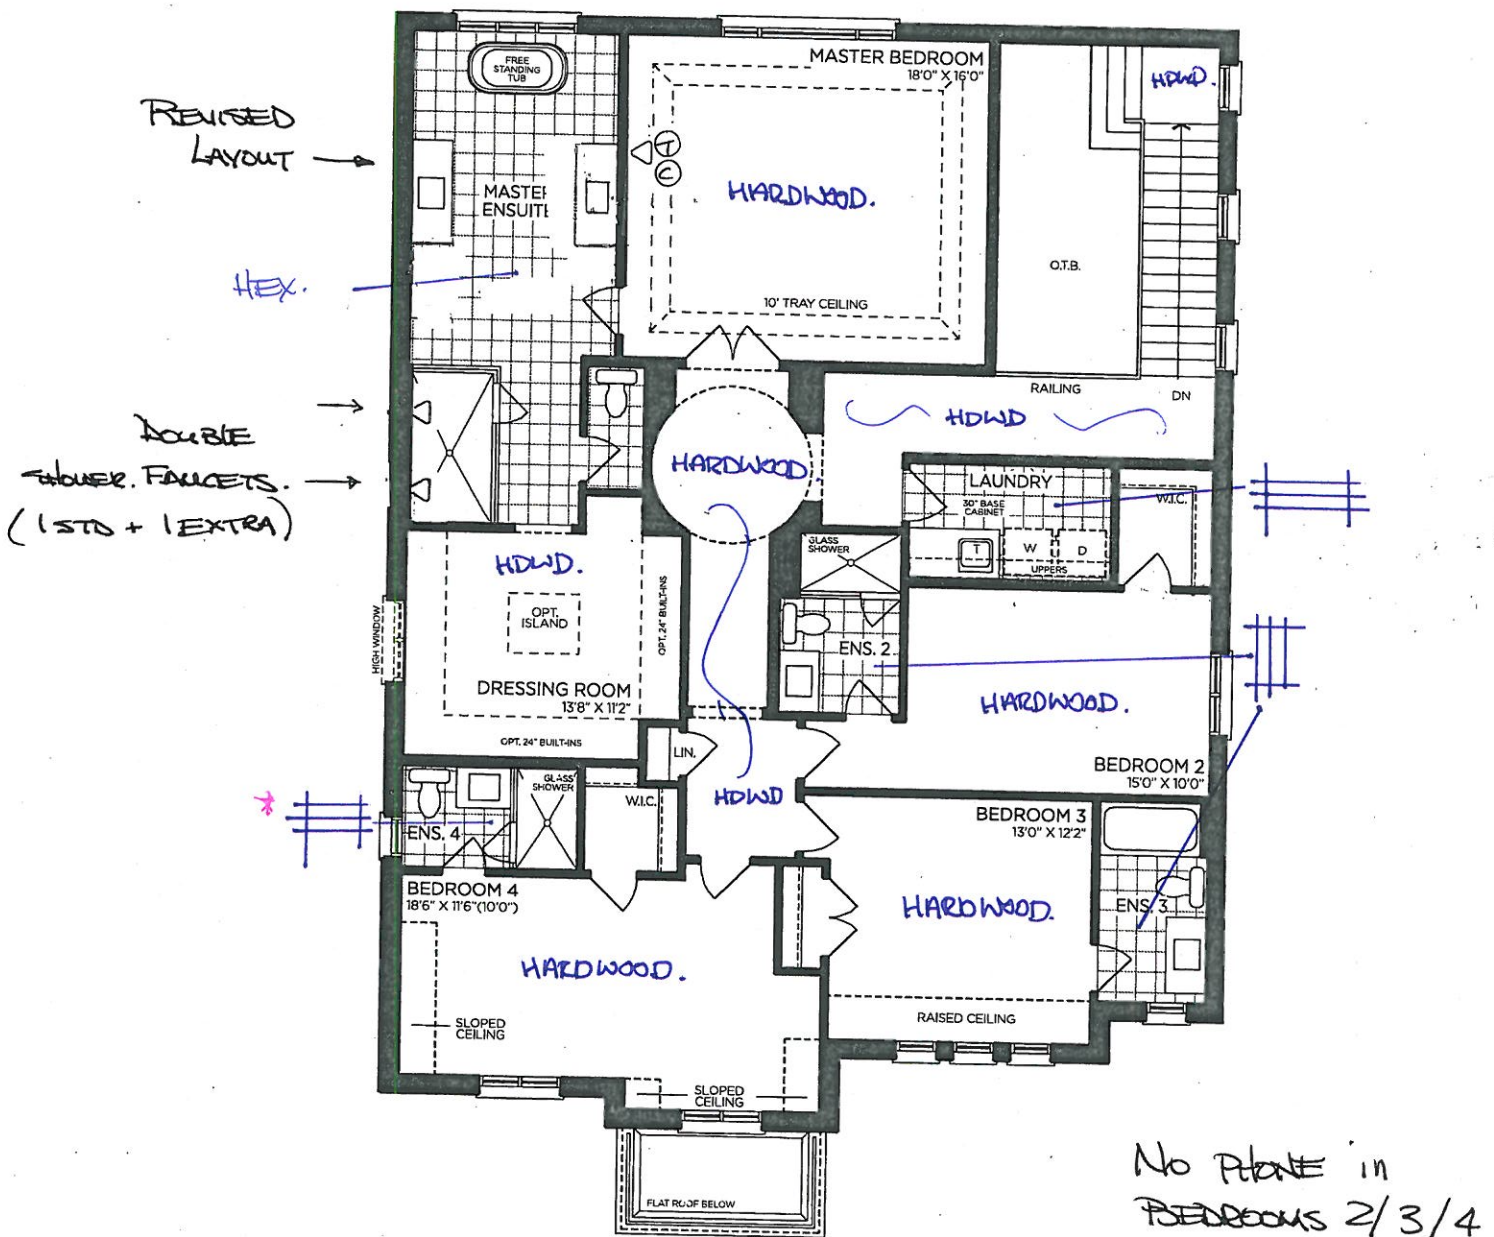 FREE
STANDING
TUB
MASTER BEDROOM
18'0" X 16'0"
HDWD.
REVISED
LAYOUT
T
C
MASTER
ENSUITE
HARDWOOD.
HEX.
O.T.B.
10' TRAY CEILING
RAILING
DN
HDWD
DOUBLE
SHOWER. FAUCETS.
(1 STD + 1 EXTRA)
HARDWOOD
LAUNDRY
30" BASE
CABINET
W.I.C.
T
W
D
UPPERS
GLASS
SHOWER
HDWD.
OPT.
ISLAND
OPT. 24" BUILT-INS
HIGH WINDOW
ENS. 2
DRESSING ROOM
13'8" X 11'2"
HARDWOOD.
OPT. 24" BUILT-INS
LIN.
BEDROOM 2
15'0" X 10'0"
GLASS
SHOWER
W.I.C.
HDWD
ENS. 4
BEDROOM 3
13'0" X 12'2"
BEDROOM 4
18'6" X 11'6"(10'0")
HARDWOOD.
ENS. 3
HARDWOOD.
SLOPED
CEILING
RAISED CEILING
SLOPED
CEILING
FLAT ROOF BELOW
No PHONE in
BEDROOMS 2/3/4